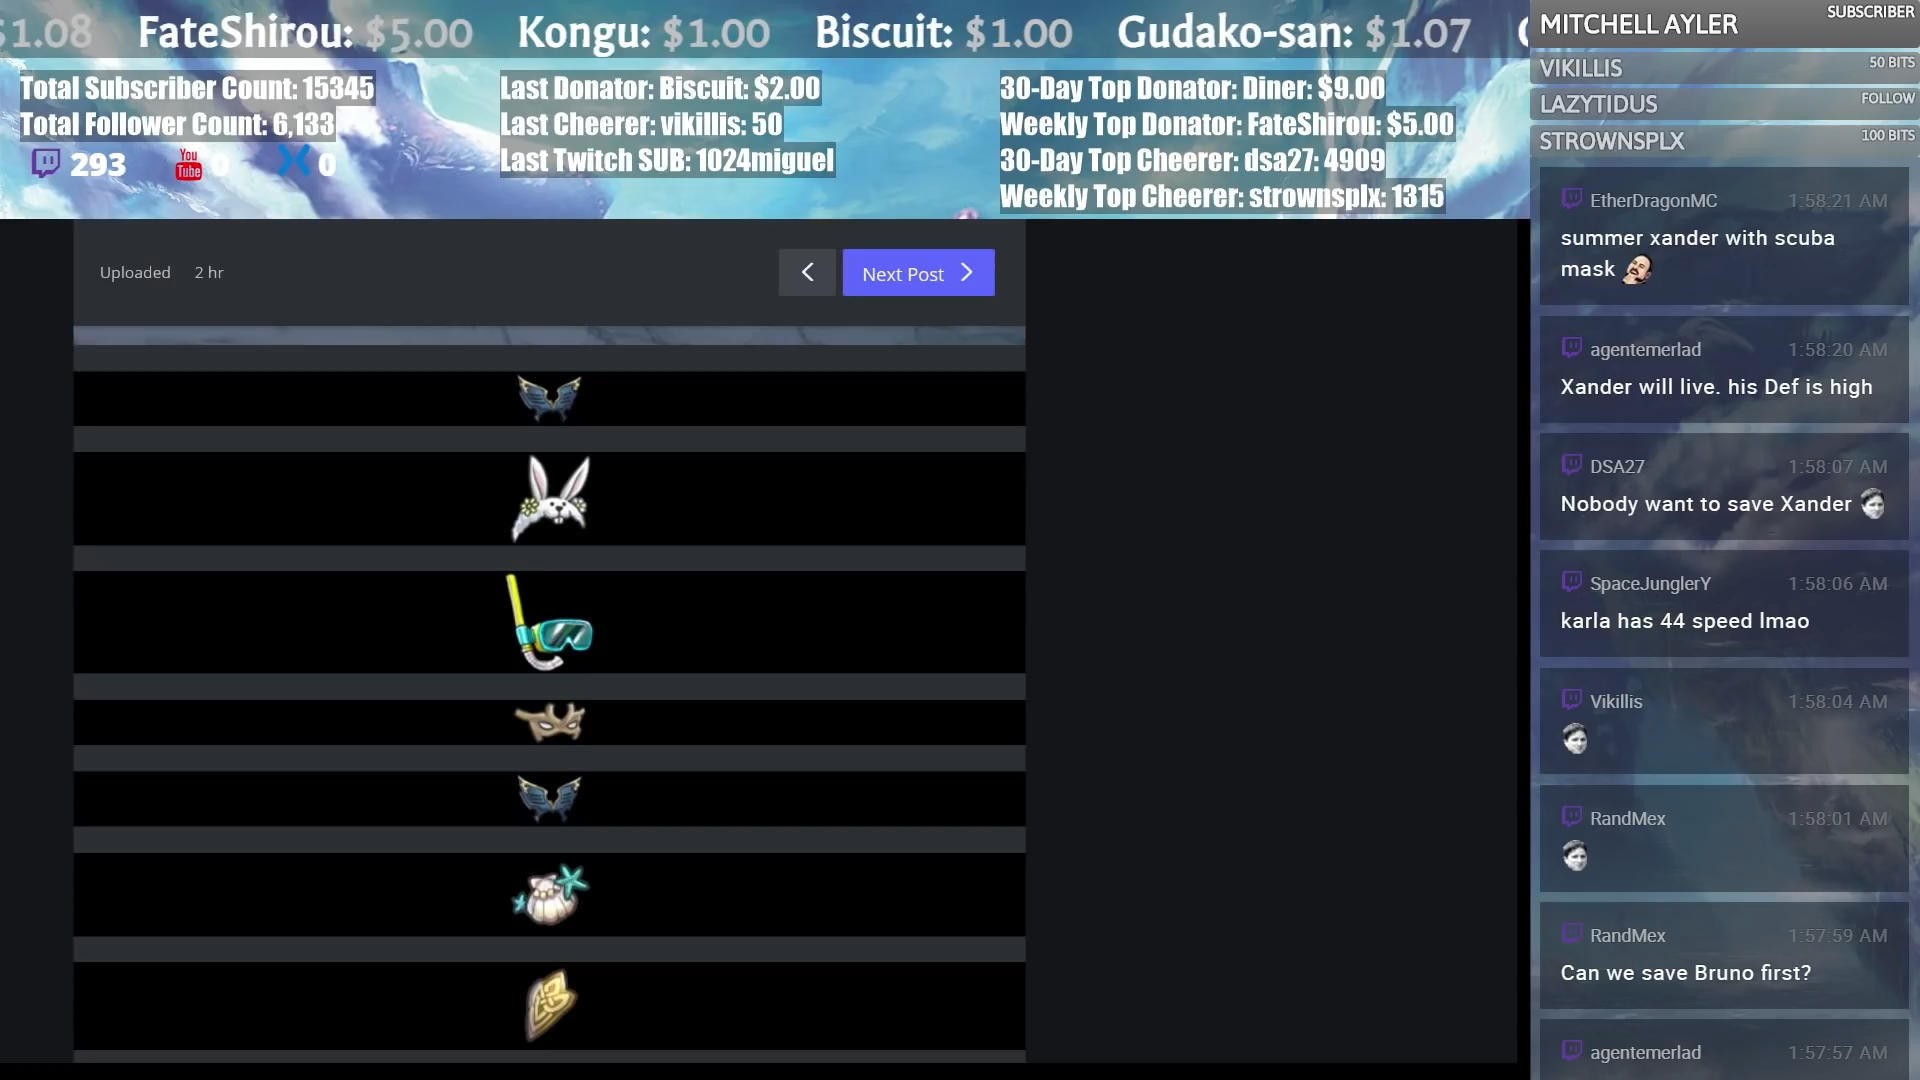 $1.08 FateShirou: $5.00 Kongu: $1.00 Biscuit: $1.00 Gudako-san: $1.07
Total Subscriber Count: 15345
Total Follower Count: 6,133
293 You Tube 0 0
Last Donator: Biscuit: $2.00
Last Cheerer: vikillis: 50
Last Twitch SUB: 1024miguel
30-Day Top Donator: Diner: $9.00
Weekly Top Donator: FateShirou: $5.00
30-Day Top Cheerer: dsa27: 4909
Weekly Top Cheerer: strownsplx: 1315
MITCHELL AYLER SUBSCRIBER
VIKILLIS 50 BITS
LAZYTIDUS FOLLOW
STROWNSPLX 100 BITS
Uploaded 2 hr
Next Post
EtherDragonMC 1:58:21 AM
summer xander with scuba
mask
agentemerlad 1:58:20 AM
Xander will live. his Def is high
DSA27 1:58:07 AM
Nobody want to save Xander
SpaceJunglerY 1:58:06 AM
karla has 44 speed lmao
Vikillis 1:58:04 AM
RandMex 1:58:01 AM
RandMex 1:57:59 AM
Can we save Bruno first?
agentemerlad 1:57:57 AM